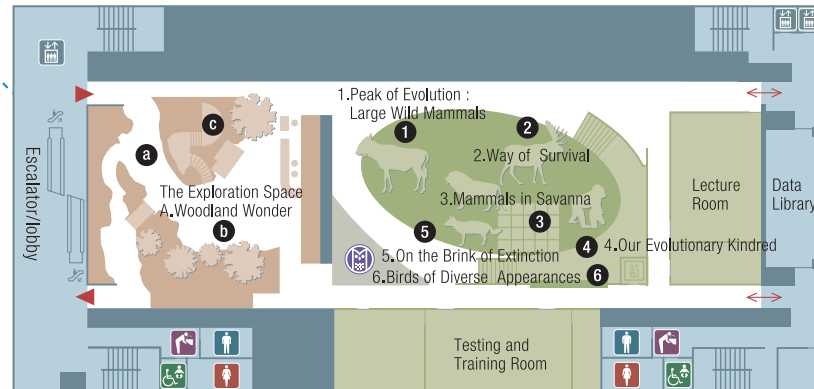 1.Peak of Evolution :
Large Wild Mammals
c
1
2
a
2.Way of Survival
The Exploration Space
A.Woodland Wonder
3.Mammals in Savanna
Lecture
Room
Data
Library
Escalator/lobby
b
5
3
4
4.Our Evolutionary Kindred
5.On the Brink of Extinction
6.Birds of Diverse Appearances
6
Testing and
Training Room